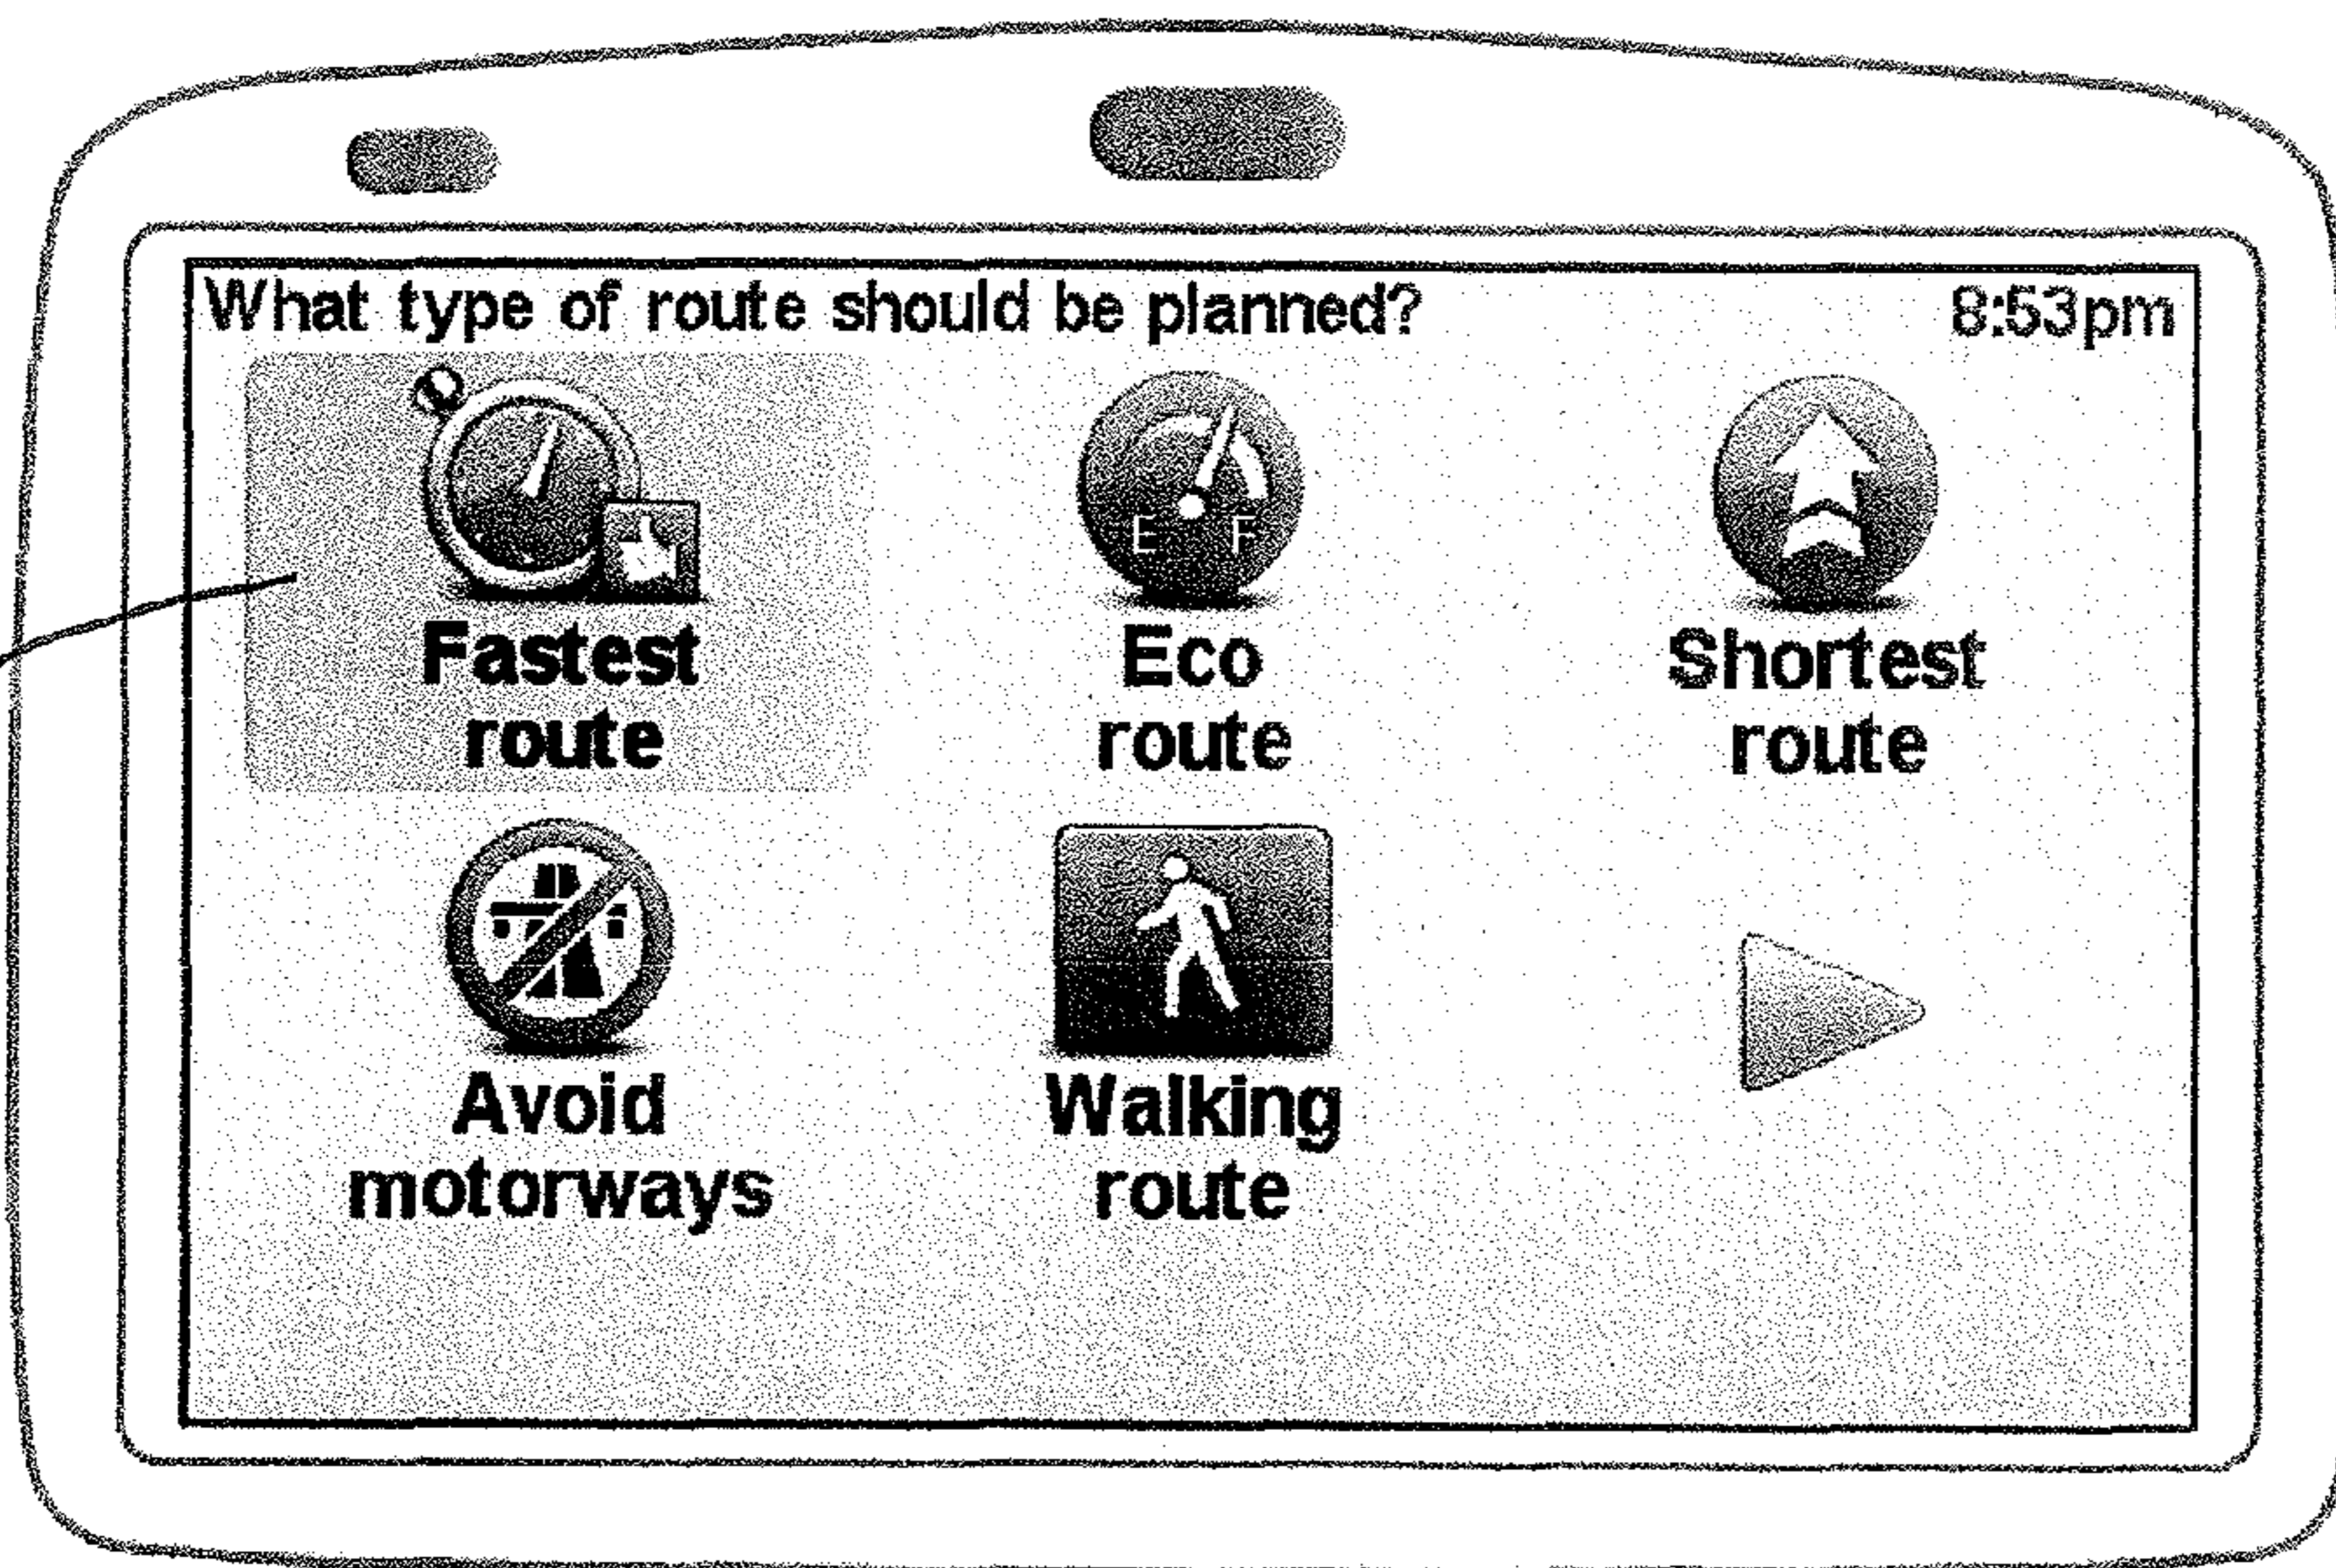 What type of route should be planned? 8:53pm
E F
Fastest route
Eco route
Shortest route
Avoid motorways
Walking route